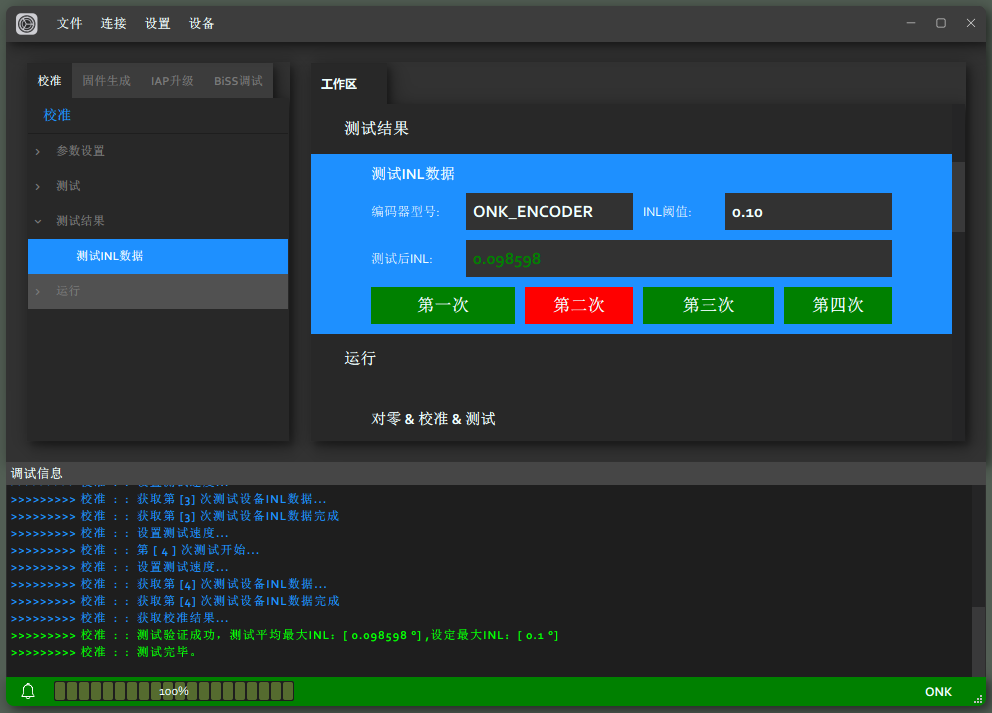 文件 连接 设置 设备
校准 固件生成 IAP升级 BiSS调试
校准
参数设置
测试
测试结果
测试INL数据
运行
工作区
测试结果
测试INL数据
编码器型号: ONK_ENCODER INL阈值: 0.10
测试后INL: 0.098598
第一次 第二次 第三次 第四次
运行
对零 & 校准 & 测试
调试信息
>>>>>>>>> 校准 : : 设置测试速度...
>>>>>>>>> 校准 : : 获取第 [3] 次测试设备INL数据...
>>>>>>>>> 校准 : : 获取第 [3] 次测试设备INL数据完成
>>>>>>>>> 校准 : : 设置测试速度...
>>>>>>>>> 校准 : : 第 [ 4 ] 次测试开始...
>>>>>>>>> 校准 : : 设置测试速度...
>>>>>>>>> 校准 : : 获取第 [4] 次测试设备INL数据...
>>>>>>>>> 校准 : : 获取第 [4] 次测试设备INL数据完成
>>>>>>>>> 校准 : : 获取校准结果...
>>>>>>>>> 校准 : : 测试验证成功，测试平均最大INL：[ 0.098598 °] ,设定最大INL：[ 0.1 °]
>>>>>>>>> 校准 : : 测试完毕。
100%
ONK